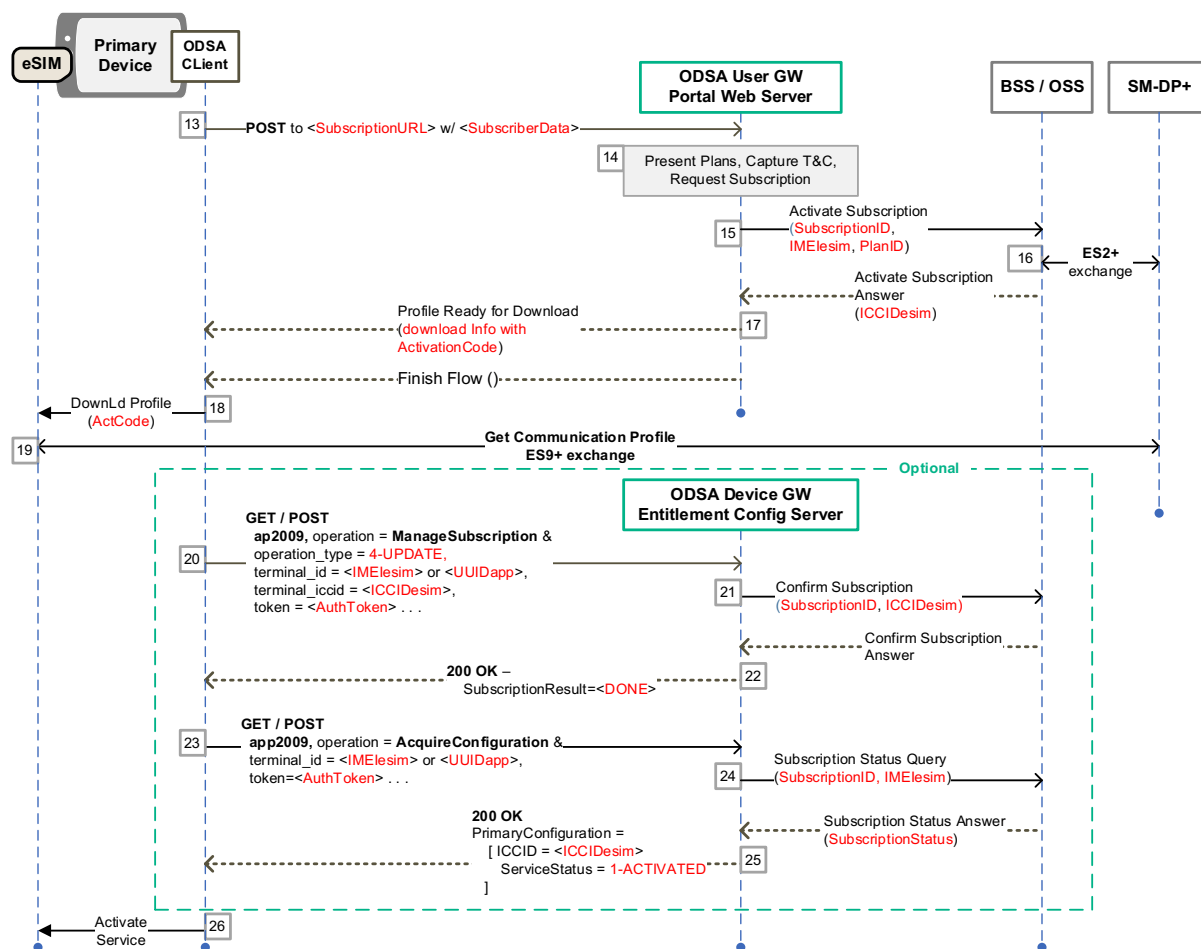 eSIM
Primary
Device
ODSA
CLient
ODSA User GW
Portal Web Server
BSS / OSS
SM-DP+
13
POST to <SubscriptionURL> w/ <SubscriberData>
14
Present Plans, Capture T&C,
Request Subscription
15
Activate Subscription
(SubscriptionID,
IMEIesim, PlanID)
16
ES2+
exchange
Activate Subscription
Answer
(ICCIDesim)
17
Profile Ready for Download
(download Info with
ActivationCode)
Finish Flow ()
18
DownLd Profile
(ActCode)
19
Get Communication Profile
ES9+ exchange
Optional
ODSA Device GW
Entitlement Config Server
20
GET / POST
ap2009, operation = ManageSubscription &
operation_type = 4-UPDATE,
terminal_id = <IMEIesim> or <UUIDapp>,
terminal_iccid = <ICCIDesim>,
token = <AuthToken> . . .
21
Confirm Subscription
(SubscriptionID, ICCIDesim)
Confirm Subscription
Answer
22
200 OK –
SubscriptionResult=<DONE>
23
GET / POST
app2009, operation = AcquireConfiguration &
terminal_id = <IMEIesim> or <UUIDapp>,
token=<AuthToken> . . .
24
Subscription Status Query
(SubscriptionID, IMEIesim)
Subscription Status Answer
(SubscriptionStatus)
25
200 OK
PrimaryConfiguration =
[ ICCID = <ICCIDesim>
ServiceStatus = 1-ACTIVATED
]
26
Activate
Service